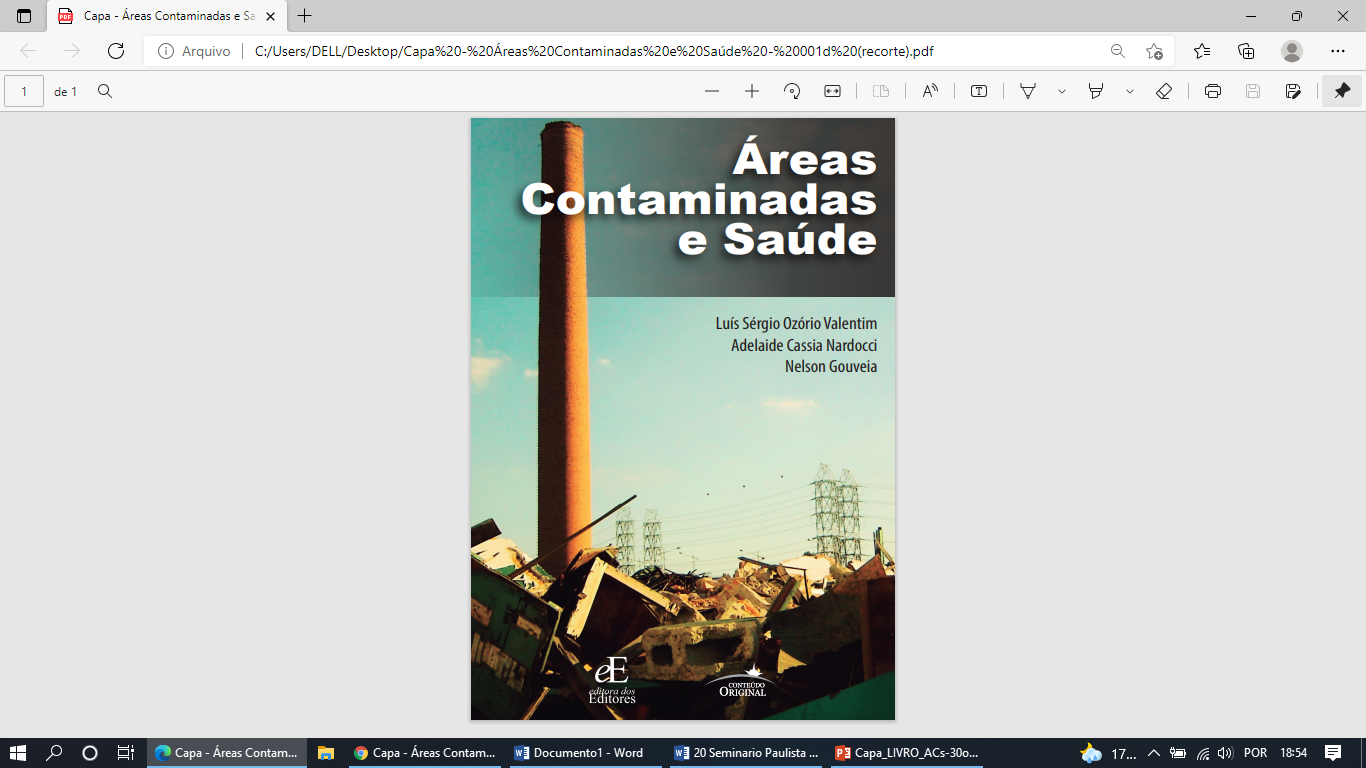 Capa - Áreas Contaminadas e Sa
Arquivo
C:/Users/DELL/Desktop/Capa%20-%20Áreas%20Contaminadas%20e%20Saúde%20-%20001d%20(recorte).pdf
1 de 1
Áreas
Contaminadas
e Saúde
Luís Sérgio Ozório Valentim
Adelaide Cassia Nardocci
Nelson Gouveia
eE
editora dos
Editores
CONTEÚDO
ORIGINAL
Capa - Áreas Contam...
Capa - Áreas Contam...
Documento1 - Word
20 Seminario Paulista ...
Capa_LIVRO_ACs-30o...
17...
POR
18:54